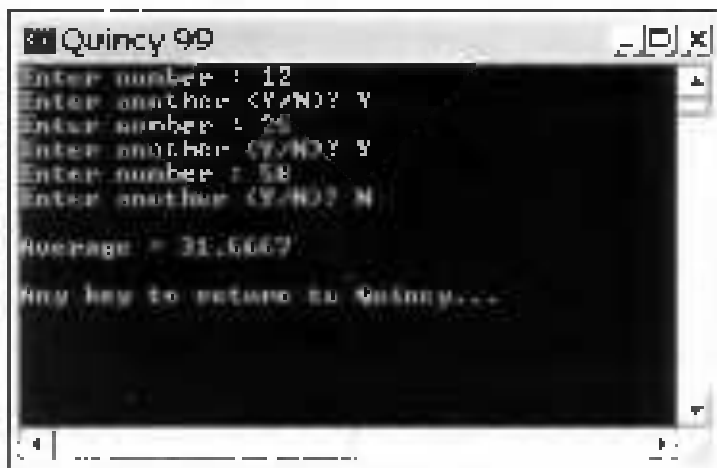 Quincy 99
Enter number : 12
Enter another (Y/N)? Y
Enter number : 25
Enter another (Y/N)? Y
Enter number : 58
Enter another (Y/N)? N
Average = 31.6667
Any key to return to Quincy...